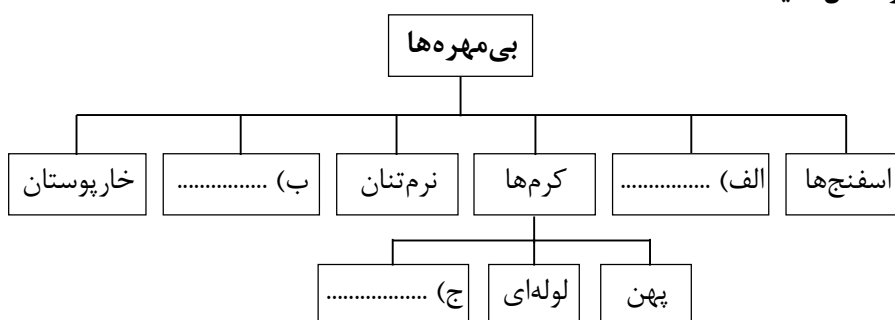 بی‌مهره‌ها
اسفنج‌ها
الف) ................
کرم‌ها
نرم‌تنان
ب) ................
خارپوستان
پهن
لوله‌ای
ج) ..................